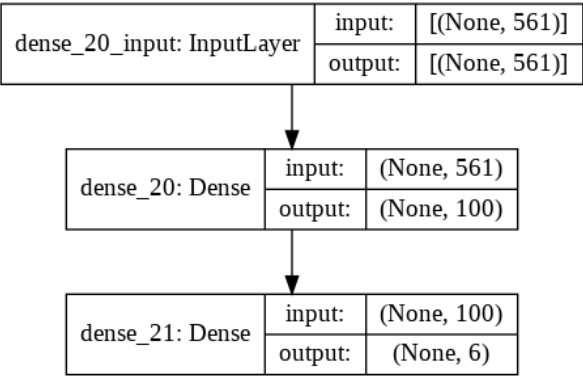 dense_20_input: InputLayer
input:
[(None, 561)]
output:
[(None, 561)]
dense_20: Dense
input:
(None, 561)
output:
(None, 100)
dense_21: Dense
input:
(None, 100)
output:
(None, 6)